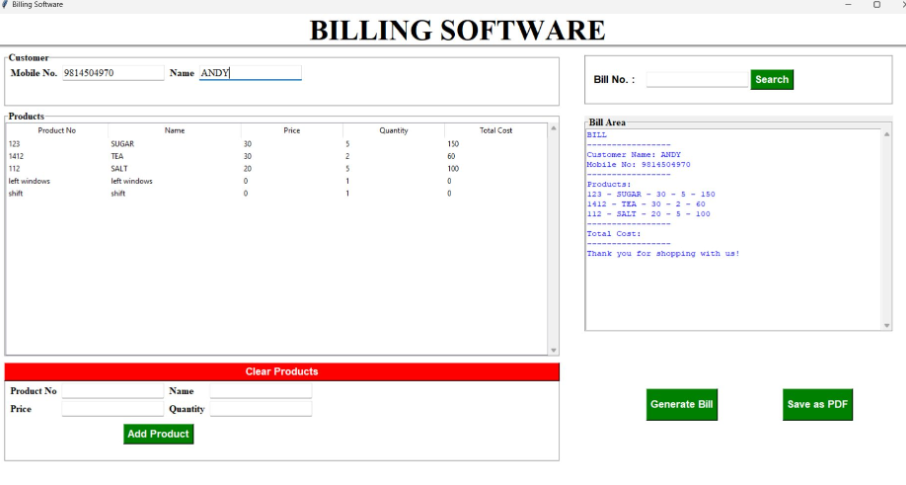 Billing Software
BILLING SOFTWARE
Customer
Mobile No. 9814504970 Name ANDY
Bill No. : Search
Products
Product No Name Price Quantity Total Cost
123 SUGAR 30 5 150
1412 TEA 30 2 60
112 SALT 20 5 100
left windows left windows 0 1 0
shift shift 0 1 0
Bill Area
BILL
-----------------
Customer Name: ANDY
Mobile No: 9814504970
-----------------
Products:
123 - SUGAR - 30 - 5 - 150
1412 - TEA - 30 - 2 - 60
112 - SALT - 20 - 5 - 100
-----------------
Total Cost:
-----------------
Thank you for shopping with us!
Clear Products
Product No Name
Price Quantity
Add Product
Generate Bill Save as PDF